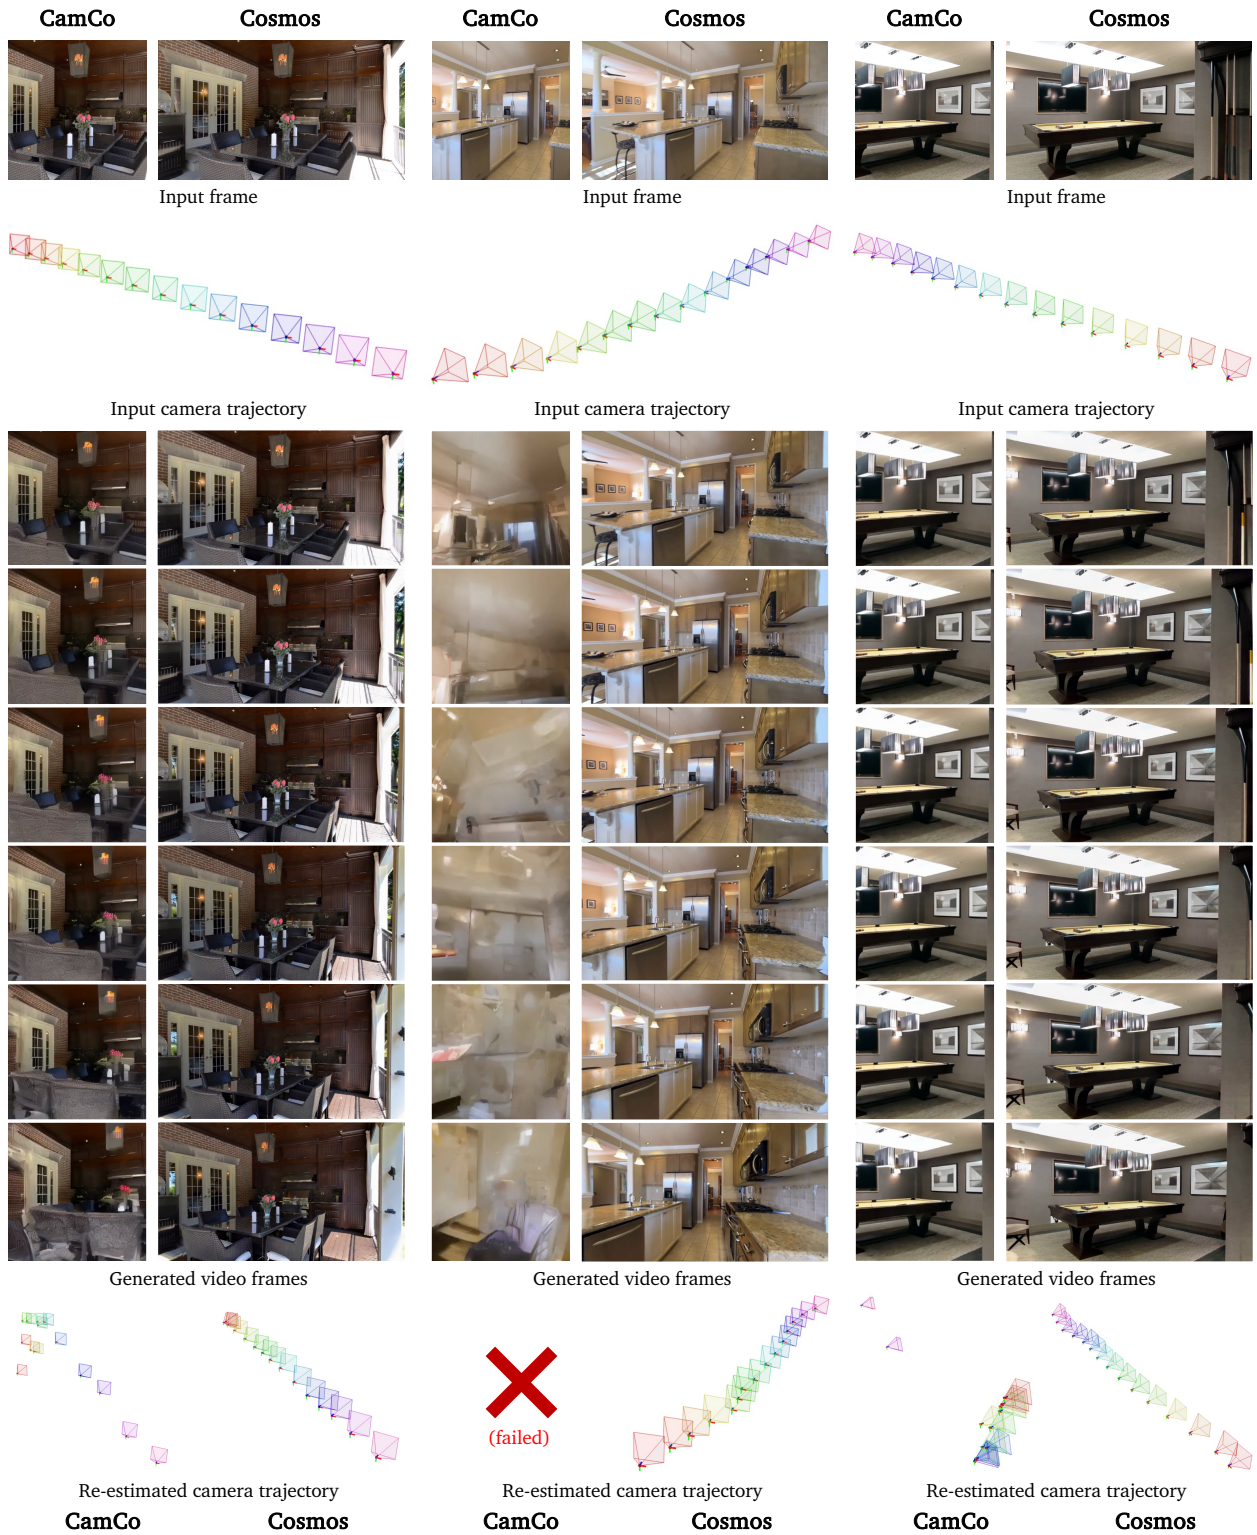 CamCo Cosmos CamCo Cosmos CamCo Cosmos
Input frame Input frame Input frame
Input camera trajectory Input camera trajectory Input camera trajectory
Generated video frames Generated video frames Generated video frames
(failed)
Re-estimated camera trajectory Re-estimated camera trajectory Re-estimated camera trajectory
CamCo Cosmos CamCo Cosmos CamCo Cosmos